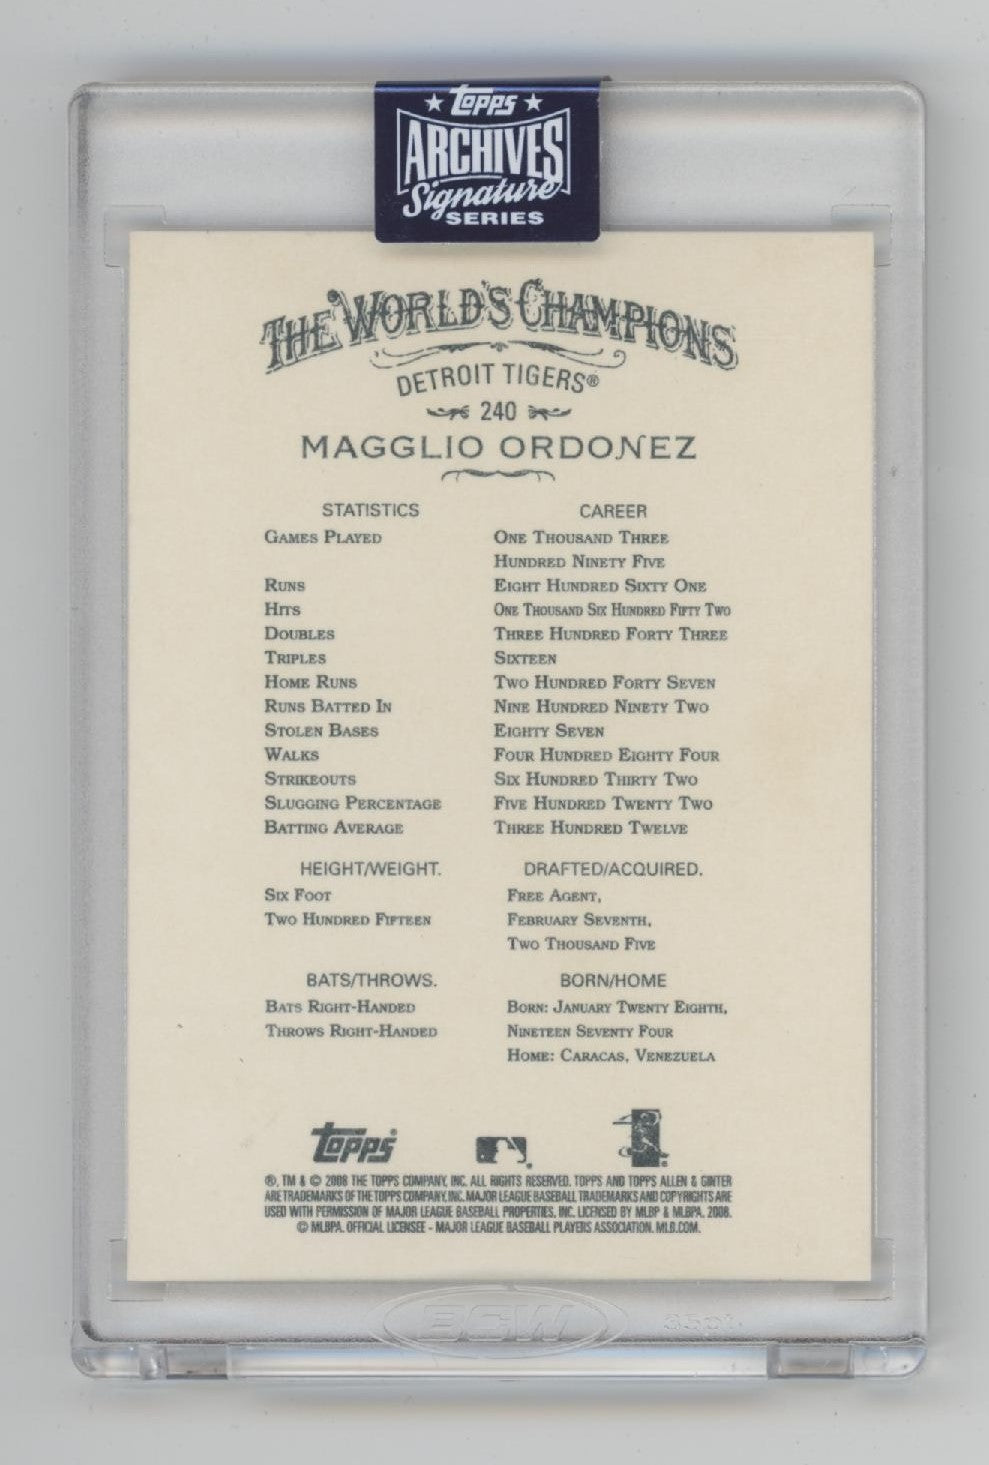 ★ Topps ★
ARCHIVES
Signature
SERIES
THE WORLD'S CHAMPIONS
DETROIT TIGERS®
240
MAGGLIO ORDOÑEZ
STATISTICS CAREER
GAMES PLAYED ONE THOUSAND THREE
HUNDRED NINETY FIVE
RUNS EIGHT HUNDRED SIXTY ONE
HITS ONE THOUSAND SIX HUNDRED FIFTY TWO
DOUBLES THREE HUNDRED FORTY THREE
TRIPLES SIXTEEN
HOME RUNS TWO HUNDRED FORTY SEVEN
RUNS BATTED IN NINE HUNDRED NINETY TWO
STOLEN BASES EIGHTY SEVEN
WALKS FOUR HUNDRED EIGHTY FOUR
STRIKEOUTS SIX HUNDRED THIRTY TWO
SLUGGING PERCENTAGE FIVE HUNDRED TWENTY TWO
BATTING AVERAGE THREE HUNDRED TWELVE
HEIGHT/WEIGHT. DRAFTED/ACQUIRED.
SIX FOOT FREE AGENT,
TWO HUNDRED FIFTEEN FEBRUARY SEVENTH,
TWO THOUSAND FIVE
BATS/THROWS. BORN/HOME
BATS RIGHT-HANDED BORN: JANUARY TWENTY EIGHTH,
THROWS RIGHT-HANDED NINETEEN SEVENTY FOUR
HOME: CARACAS, VENEZUELA
Topps
®, TM & © 2008 THE TOPPS COMPANY, INC. ALL RIGHTS RESERVED. TOPPS AND TOPPS ALLEN & GINTER
ARE TRADEMARKS OF THE TOPPS COMPANY, INC. MAJOR LEAGUE BASEBALL TRADEMARKS AND COPYRIGHTS ARE
USED WITH PERMISSION OF MAJOR LEAGUE BASEBALL PROPERTIES, INC. LICENSED BY MLBP & MLBPA, 2008.
© MLBPA. OFFICIAL LICENSEE - MAJOR LEAGUE BASEBALL PLAYERS ASSOCIATION. MLB.COM.
BCW
35pt.